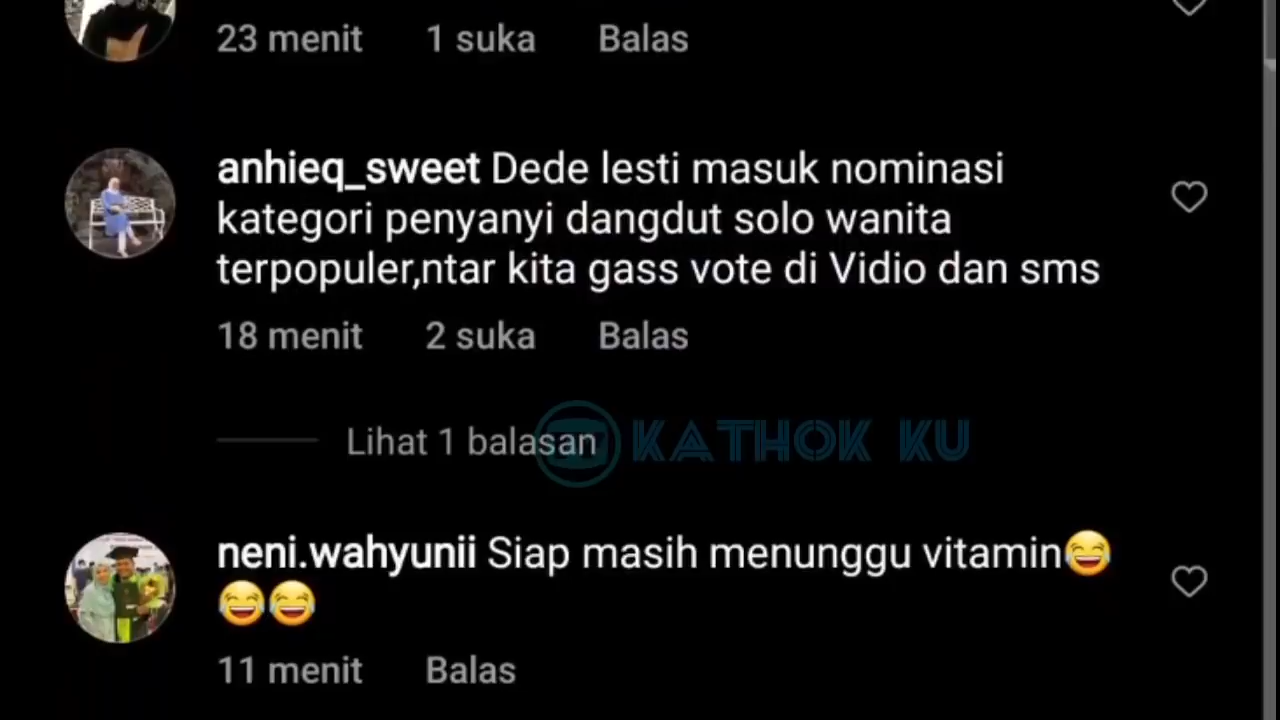 23 menit 1 suka Balas
anhieq_sweet Dede lesti masuk nominasi
kategori penyanyi dangdut solo wanita
terpopuler,ntar kita gass vote di Vidio dan sms
18 menit 2 suka Balas
Lihat 1 balasan
KATHOK KU
neni.wahyunii Siap masih menunggu vitamin😂
😂😂
11 menit Balas